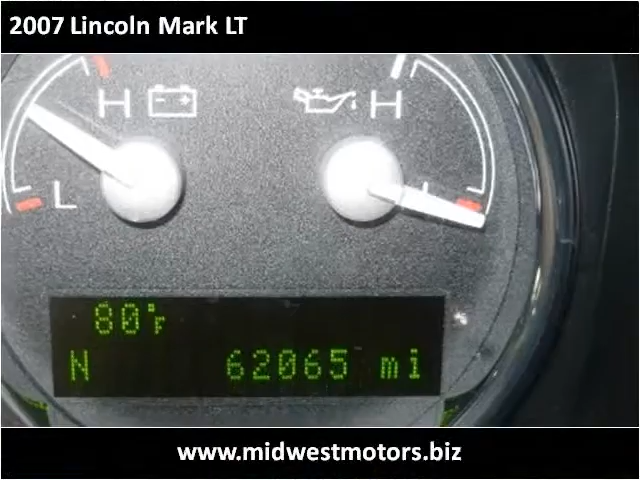 2007 Lincoln Mark LT
H H
L L
80°F
N 62065 mi
www.midwestmotors.biz